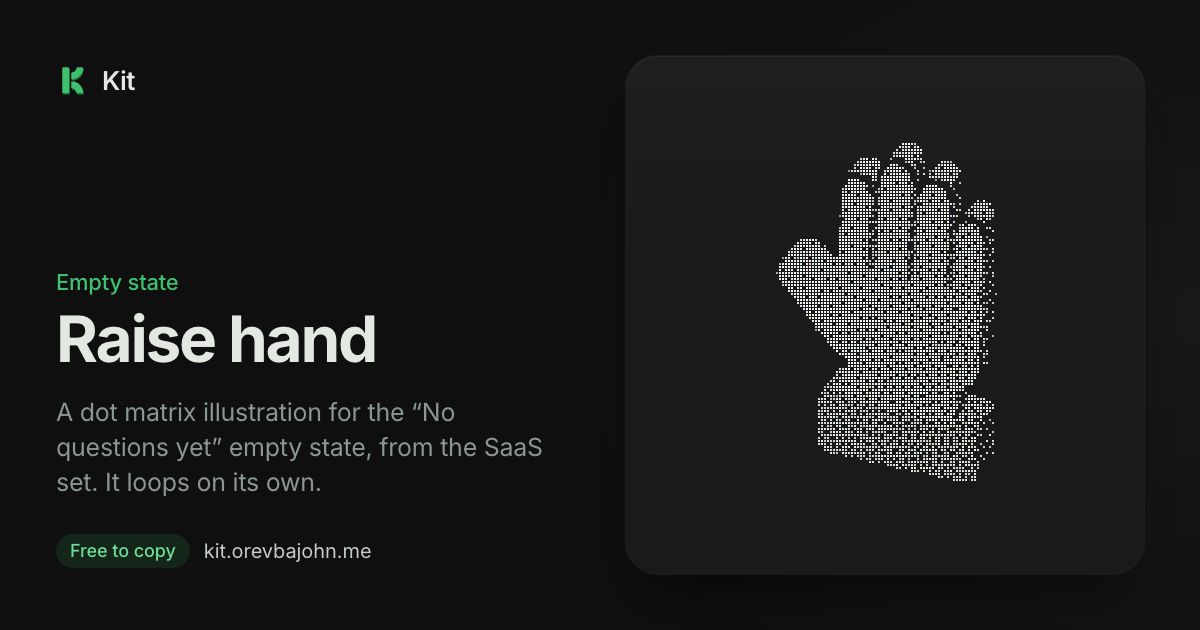 Kit
Empty state
Raise hand
A dot matrix illustration for the “No
questions yet” empty state, from the SaaS
set. It loops on its own.
Free to copy
kit.orevbajohn.me